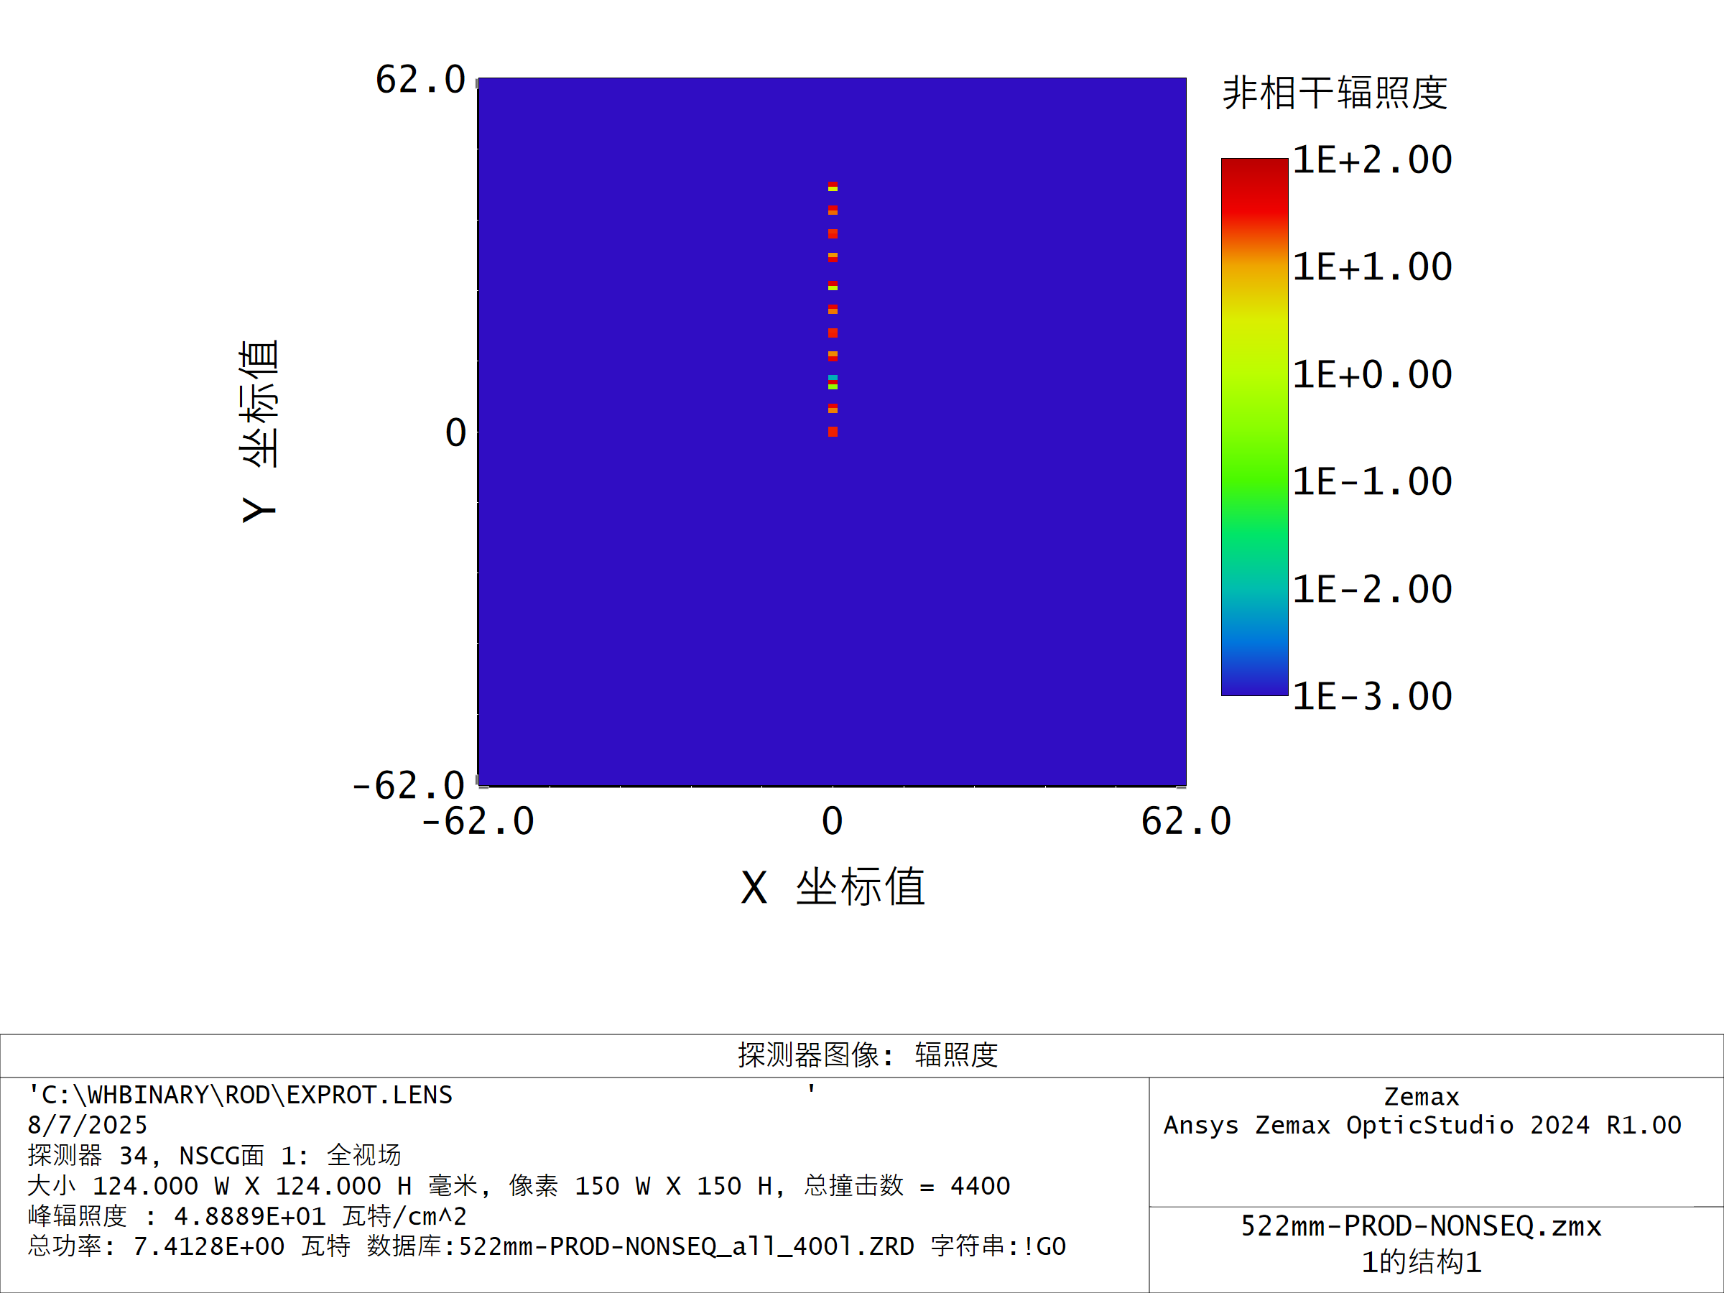 62.0
0
-62.0
Y 坐标值
-62.0
0
62.0
X 坐标值
非相干辐照度
1E+2.00
1E+1.00
1E+0.00
1E-1.00
1E-2.00
1E-3.00
探测器图像: 辐照度
'C:\WHBINARY\ROD\EXPROT.LENS '
8/7/2025
探测器 34, NSCG面 1: 全视场
大小 124.000 W X 124.000 H 毫米, 像素 150 W X 150 H, 总撞击数 = 4400
峰辐照度 : 4.8889E+01 瓦特/cm^2
总功率: 7.4128E+00 瓦特 数据库:522mm-PROD-NONSEQ_all_400l.ZRD 字符串:!G0
Zemax
Ansys Zemax OpticStudio 2024 R1.00
522mm-PROD-NONSEQ.zmx
1的结构1